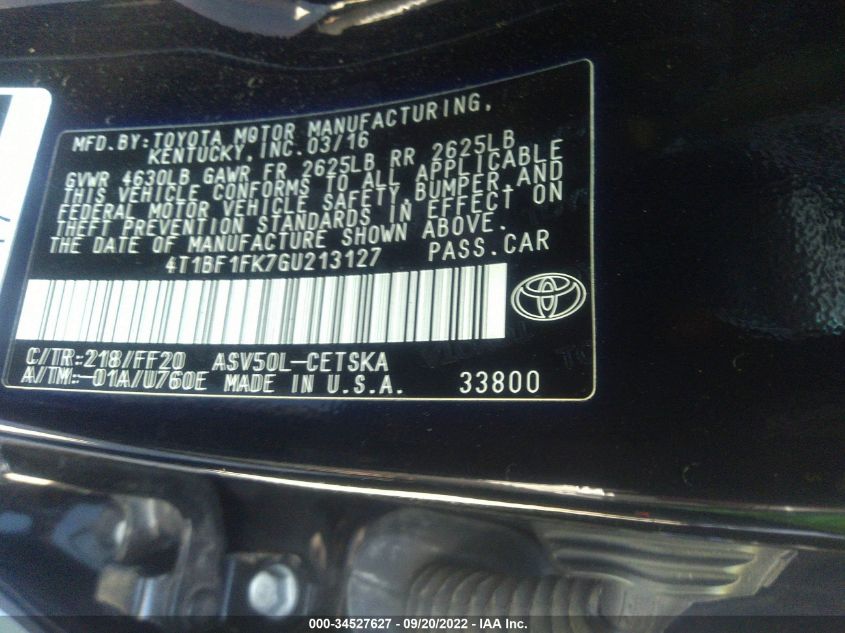 MFD.BY:TOYOTA MOTOR MANUFACTURING,
KENTUCKY,INC.03/16
GVWR 4630LB GAWR FR 2625LB RR 2625LB
THIS VEHICLE CONFORMS TO ALL APPLICABLE
FEDERAL MOTOR VEHICLE SAFETY,BUMPER,AND
THEFT PREVENTION STANDARDS IN EFFECT ON
THE DATE OF MANUFACTURE SHOWN ABOVE.
4T1BF1FK7GU213127 PASS.CAR
C/TR:218/FF20 ASV50L-CETSKA
A/TM:-01A/U760E MADE IN U.S.A. 33800
000-34527627 - 09/20/2022 - IAA Inc.